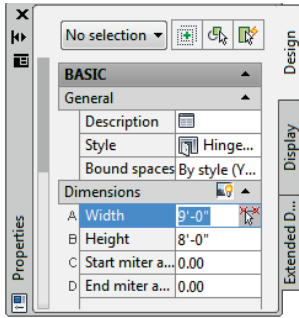 No selection
BASIC
General
Description
Style Hinge...
Bound spaces By style (Y...
Dimensions
A Width 9'-0"
B Height 8'-0"
C Start miter a... 0.00
D End miter a... 0.00
Properties
Design
Display
Extended D...